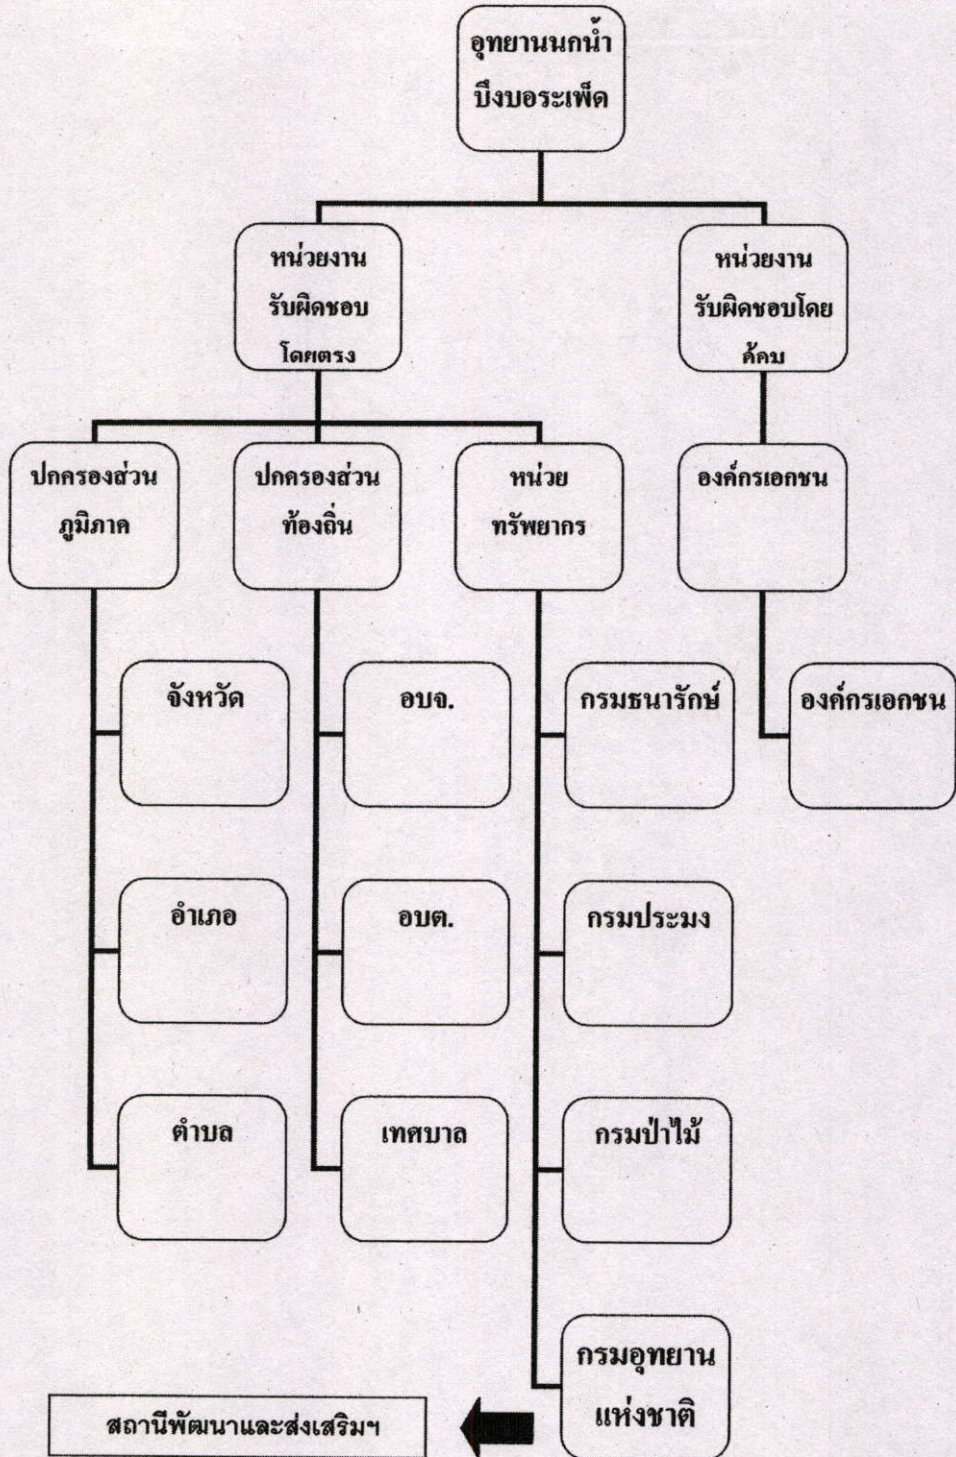 อุทยานนกน้ำ
บึงบอระเพ็ด
หน่วยงาน
รับผิดชอบ
โดยตรง
หน่วยงาน
รับผิดชอบโดย
ค้คม
ปกครองส่วน
ภูมิภาค
ปกครองส่วน
ท้องถิ่น
หน่วย
ทรัพยากร
องค์กรเอกชน
จังหวัด
อบจ.
กรมธนารักษ์
องค์กรเอกชน
อำเภอ
อบต.
กรมประมง
ตำบล
เทศบาล
กรมป่าไม้
กรมอุทยาน
แห่งชาติ
สถานีพัฒนาและส่งเสริมฯ